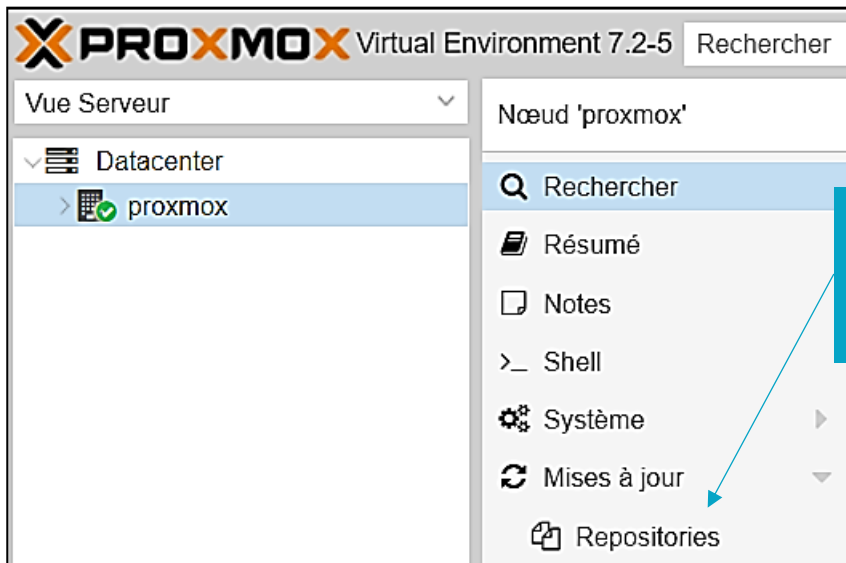 PROXMOX Virtual Environment 7.2-5 Rechercher
Vue Serveur
Datacenter
proxmox
Nœud 'proxmox'
Rechercher
Résumé
Notes
Shell
Système
Mises à jour
Repositories